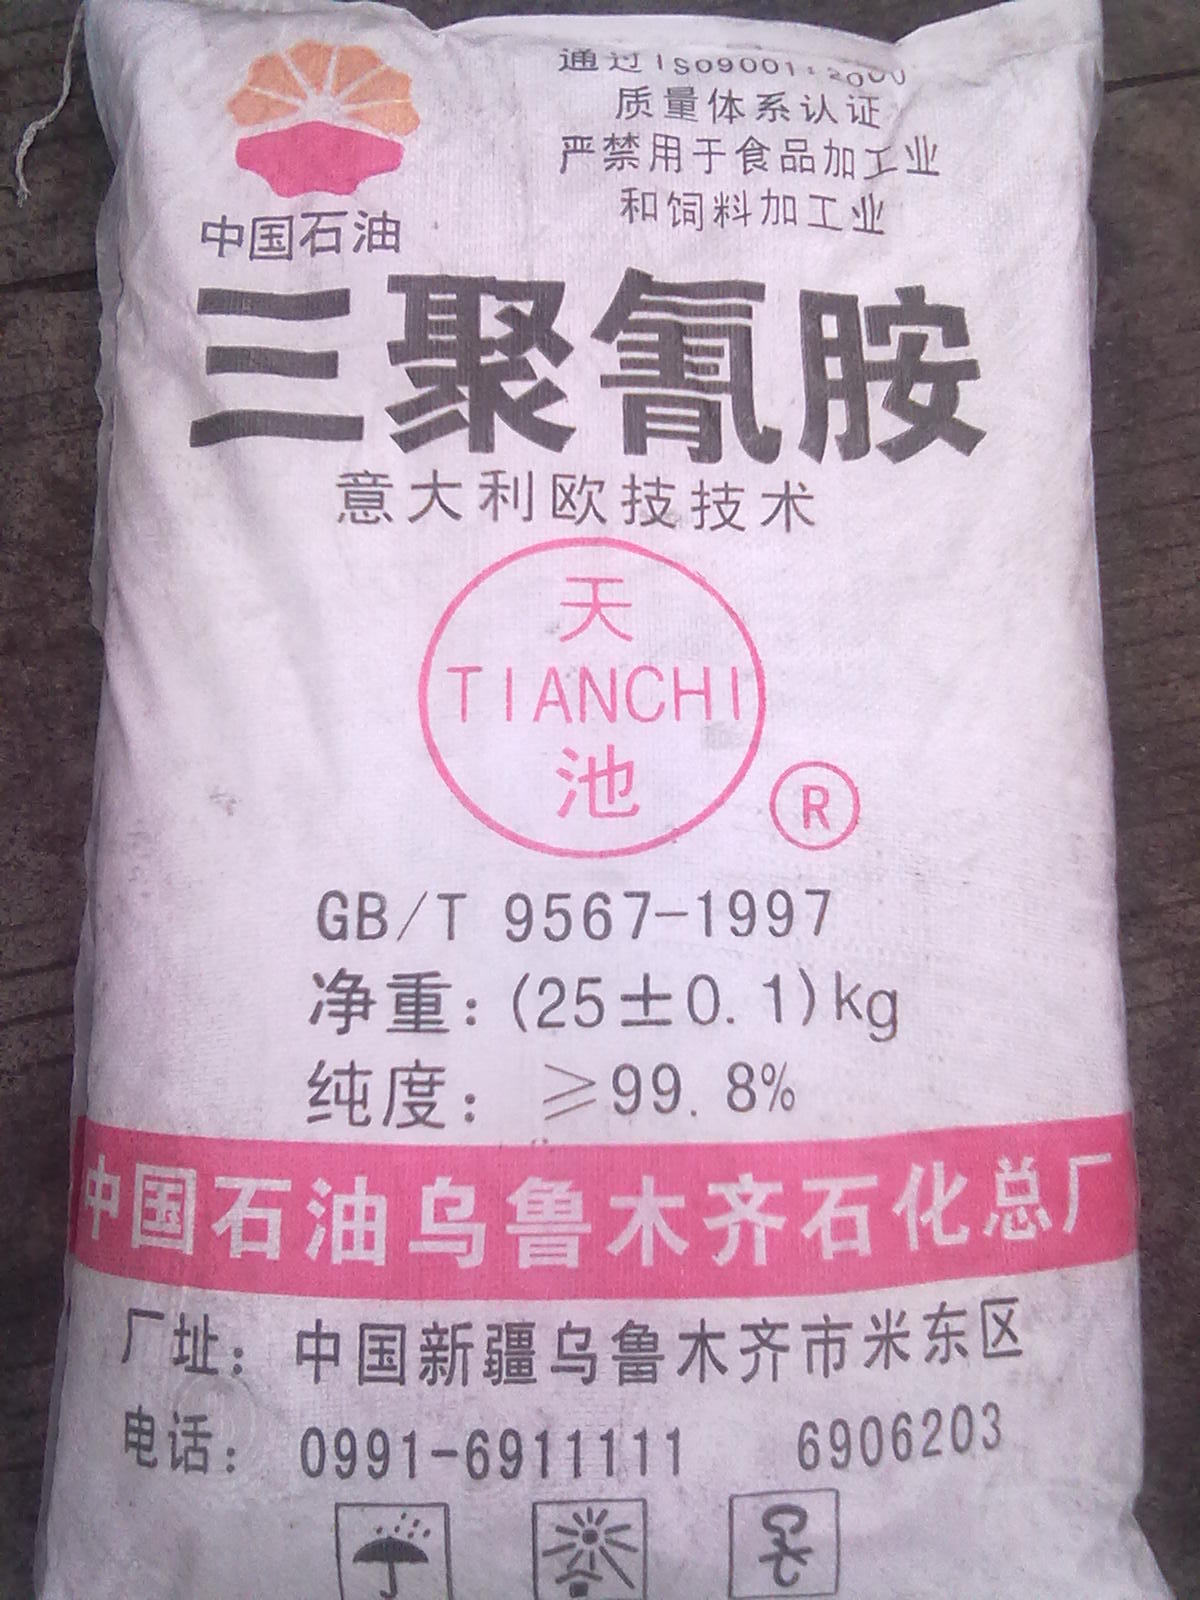 中国石油
通过ISO9001:2000
质量体系认证
严禁用于食品加工业
和饲料加工业
三聚氰胺
意大利欧技技术
天
TIANCHI
池
®
GB/T 9567-1997
净重：(25±0.1)kg
纯度：≥99.8%
中国石油乌鲁木齐石化总厂
厂址：中国新疆乌鲁木齐市米东区
电话：0991-6911111 6906203